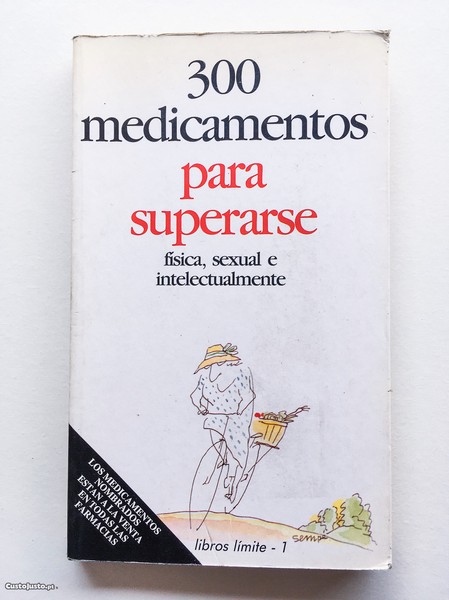 300
medicamentos
para
superarse
física, sexual e
intelectualmente
LOS MEDICAMENTOS
NOMBRADOS
ESTÁN A LA VENTA
EN TODAS LAS
FARMACIAS
sempé
libros límite - 1
CustoJusto.pt